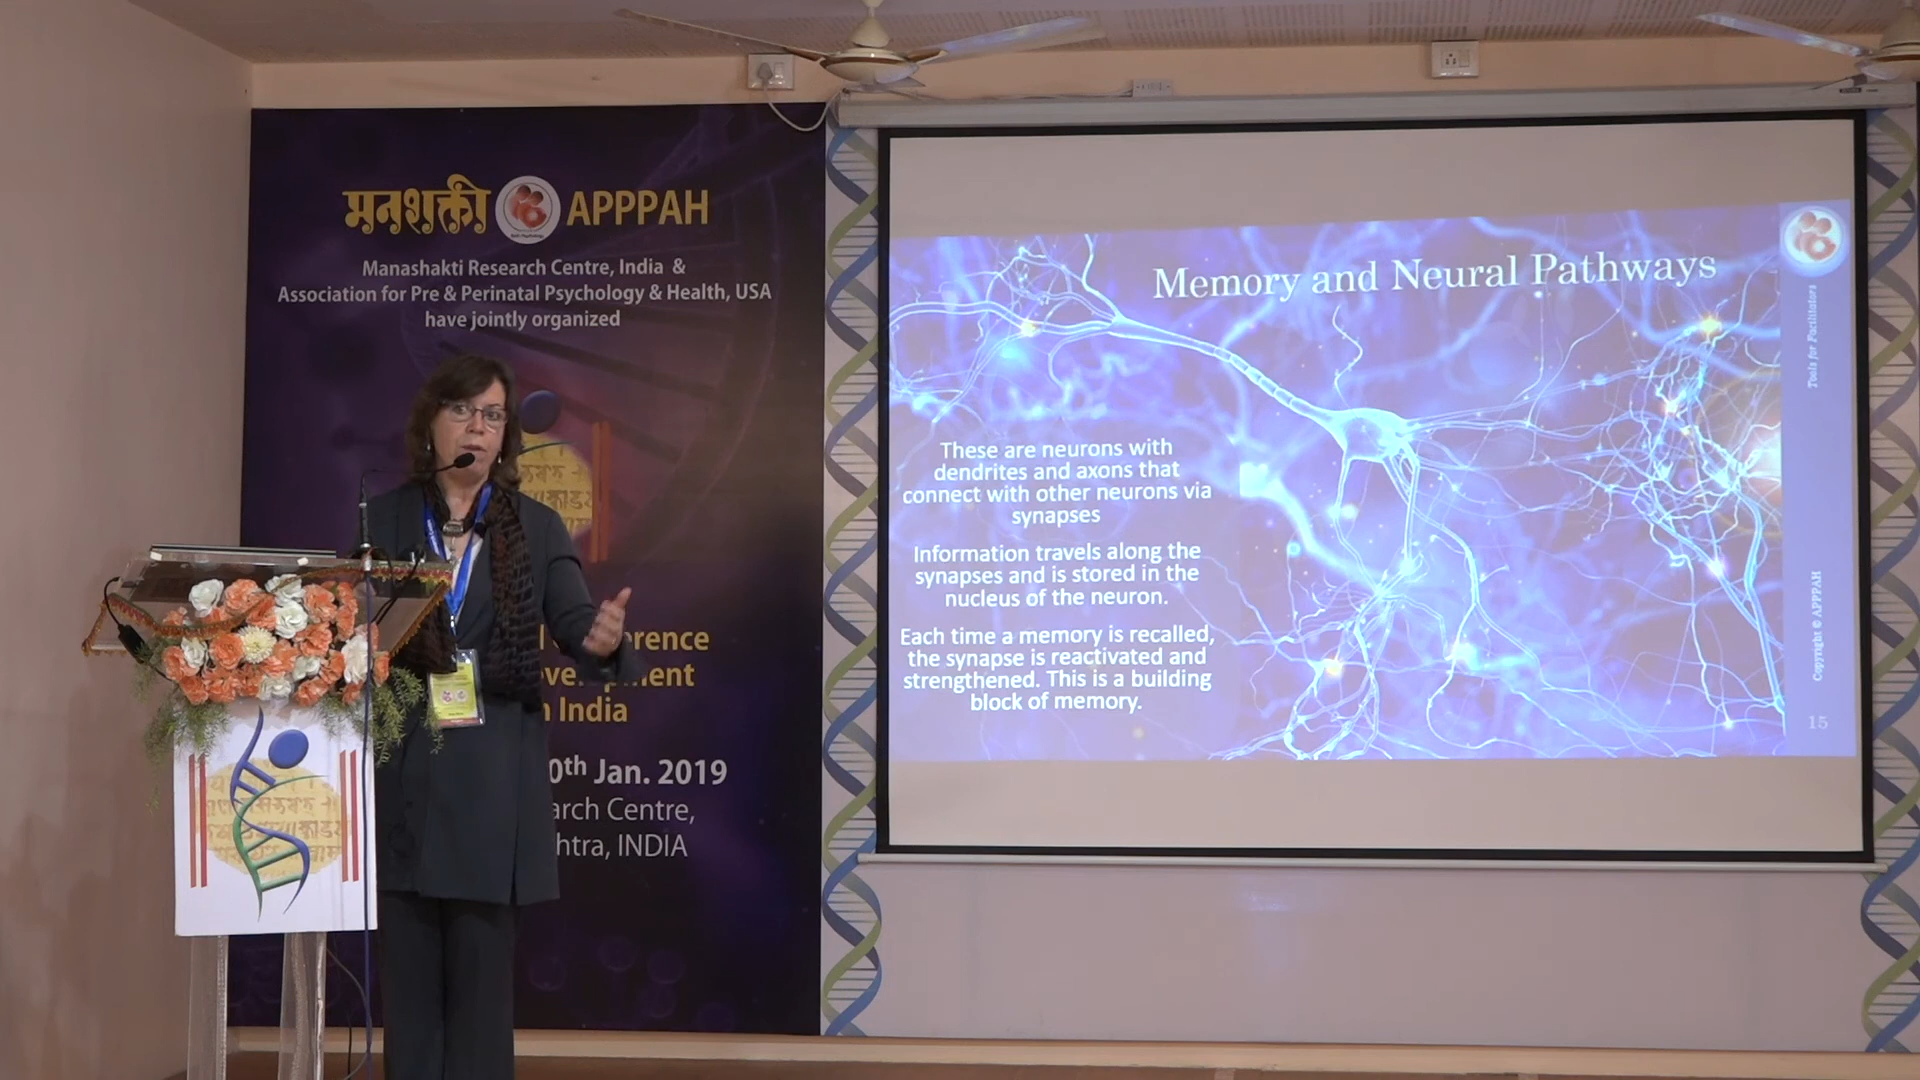 मनशक्ती APPPAH
Manashakti Research Centre, India &
Association for Pre & Perinatal Psychology & Health, USA
have jointly organized
erence
India
0th Jan. 2019
arch Centre,
htra, INDIA
Memory and Neural Pathways
These are neurons with
dendrites and axons that
connect with other neurons via
synapses
Information travels along the
synapses and is stored in the
nucleus of the neuron.
Each time a memory is recalled,
the synapse is reactivated and
strengthened. This is a building
block of memory.
Tools for Facilitators
Copyright © APPPAH
15